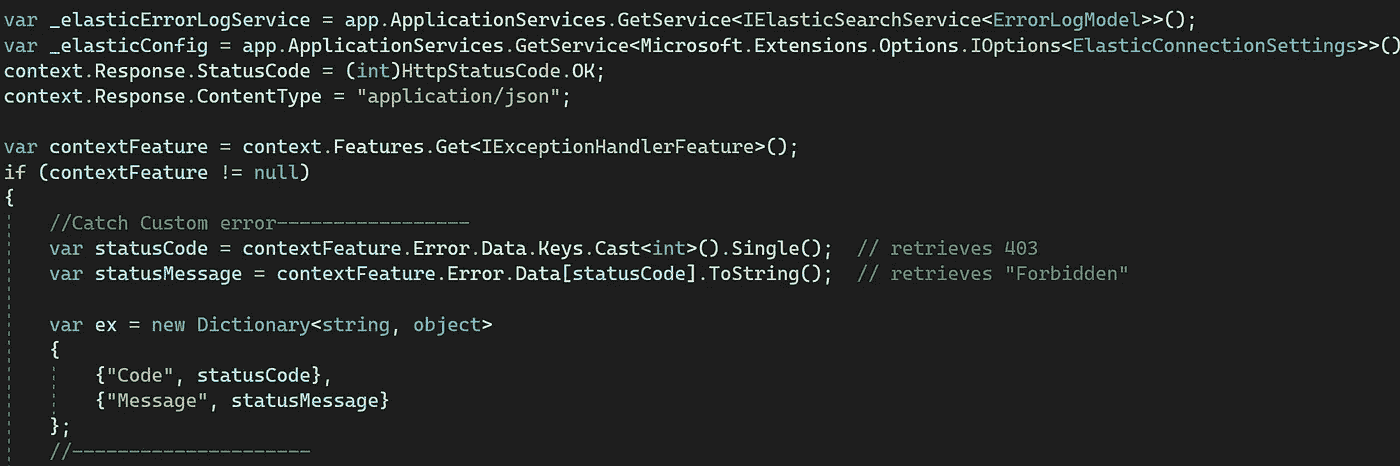 var _elasticErrorLogService = app.ApplicationServices.GetService<IElasticSearchService<ErrorLogModel>>();
var _elasticConfig = app.ApplicationServices.GetService<Microsoft.Extensions.Options.IOptions<ElasticConnectionSettings>>()
context.Response.StatusCode = (int)HttpStatusCode.OK;
context.Response.ContentType = "application/json";

var contextFeature = context.Features.Get<IExceptionHandlerFeature>();
if (contextFeature != null)
{
    //Catch Custom error-----------------
    var statusCode = contextFeature.Error.Data.Keys.Cast<int>().Single();  // retrieves 403
    var statusMessage = contextFeature.Error.Data[statusCode].ToString();  // retrieves "Forbidden"

    var ex = new Dictionary<string, object>
    {
        {"Code", statusCode},
        {"Message", statusMessage}
    };
    //---------------------